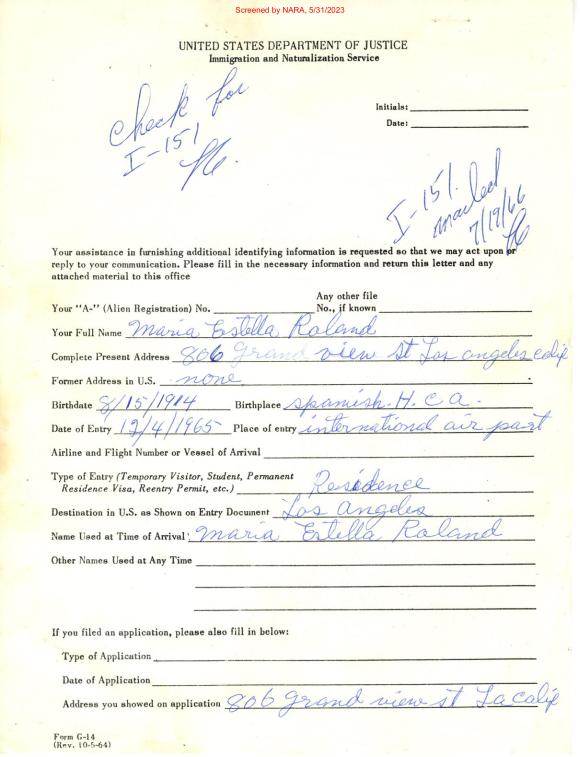 Screened by NARA, 5/31/2023
UNITED STATES DEPARTMENT OF JUSTICE
Immigration and Naturalization Service
Check for
I-151
Initials:
Date:
I-151.
mailed
7/19/66
Your assistance in furnishing additional identifying information is requested so that we may act upon or
reply to your communication. Please fill in the necessary information and return this letter and any
attached material to this office
Your "A-" (Alien Registration) No. Any other file No., if known
Your Full Name Maria Estella Roland
Complete Present Address 806 Grand view st Los angeles calif
Former Address in U.S. none
Birthdate 8/15/1914 Birthplace spanish. H. C a.
Date of Entry 12/4/1965 Place of entry international air port
Airline and Flight Number or Vessel of Arrival
Type of Entry (Temporary Visitor, Student, Permanent
Residence Visa, Reentry Permit, etc.) Residence
Destination in U.S. as Shown on Entry Document Los Angeles
Name Used at Time of Arrival Maria Estella Roland
Other Names Used at Any Time
If you filed an application, please also fill in below:
Type of Application
Date of Application
Address you showed on application 806 grand view st La calif
Form G-14
(Rev. 10-5-64)